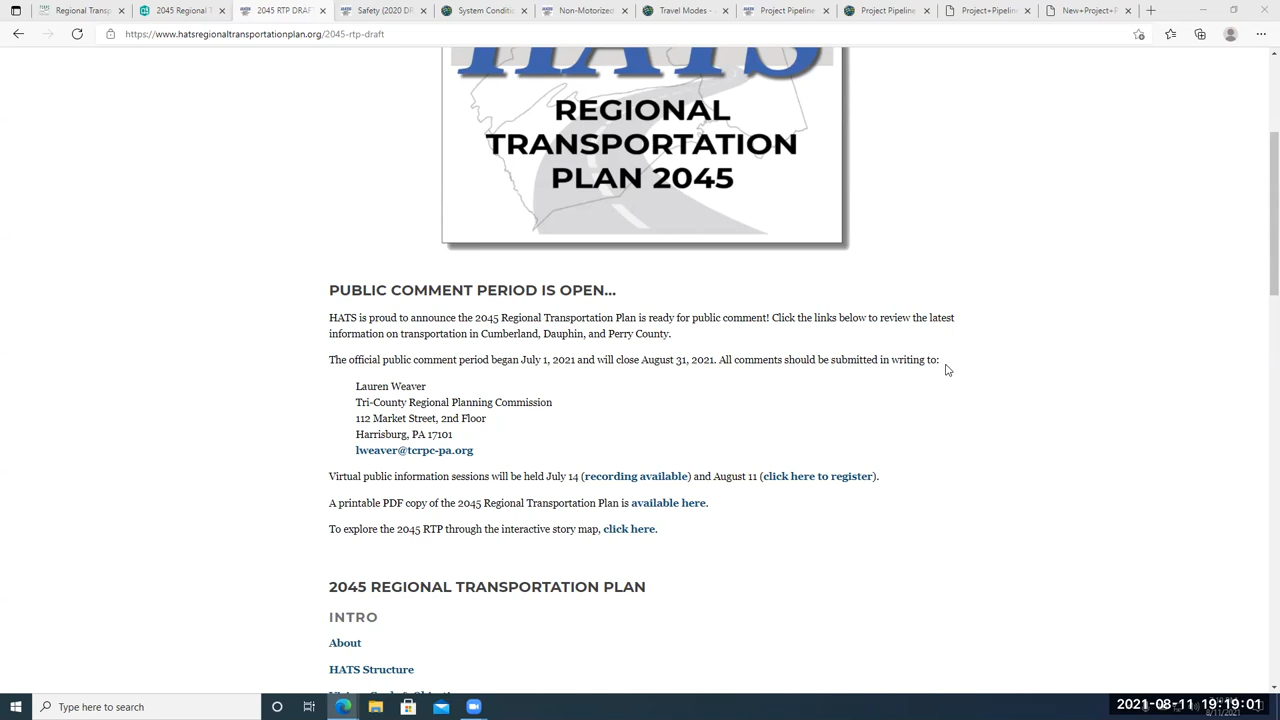 Regional Transp
2045 Regional T
2045 RTP DRAFT
Safety (2020 DR
System Conditio
Non-Motorized
Travel Modes -
Project Pipeline
Project Pipeline
Project+Pipelin
New+Project+P
https://www.hatsregionaltransportationplan.org/2045-rtp-draft
HATS
REGIONAL
TRANSPORTATION
PLAN 2045
PUBLIC COMMENT PERIOD IS OPEN...
HATS is proud to announce the 2045 Regional Transportation Plan is ready for public comment! Click the links below to review the latest
information on transportation in Cumberland, Dauphin, and Perry County.
The official public comment period began July 1, 2021 and will close August 31, 2021. All comments should be submitted in writing to:
Lauren Weaver
Tri-County Regional Planning Commission
112 Market Street, 2nd Floor
Harrisburg, PA 17101
lweaver@tcrpc-pa.org
Virtual public information sessions will be held July 14 (recording available) and August 11 (click here to register).
A printable PDF copy of the 2045 Regional Transportation Plan is available here.
To explore the 2045 RTP through the interactive story map, click here.
2045 REGIONAL TRANSPORTATION PLAN
INTRO
About
HATS Structure
Type here to search
2021-08-11 19:19:01